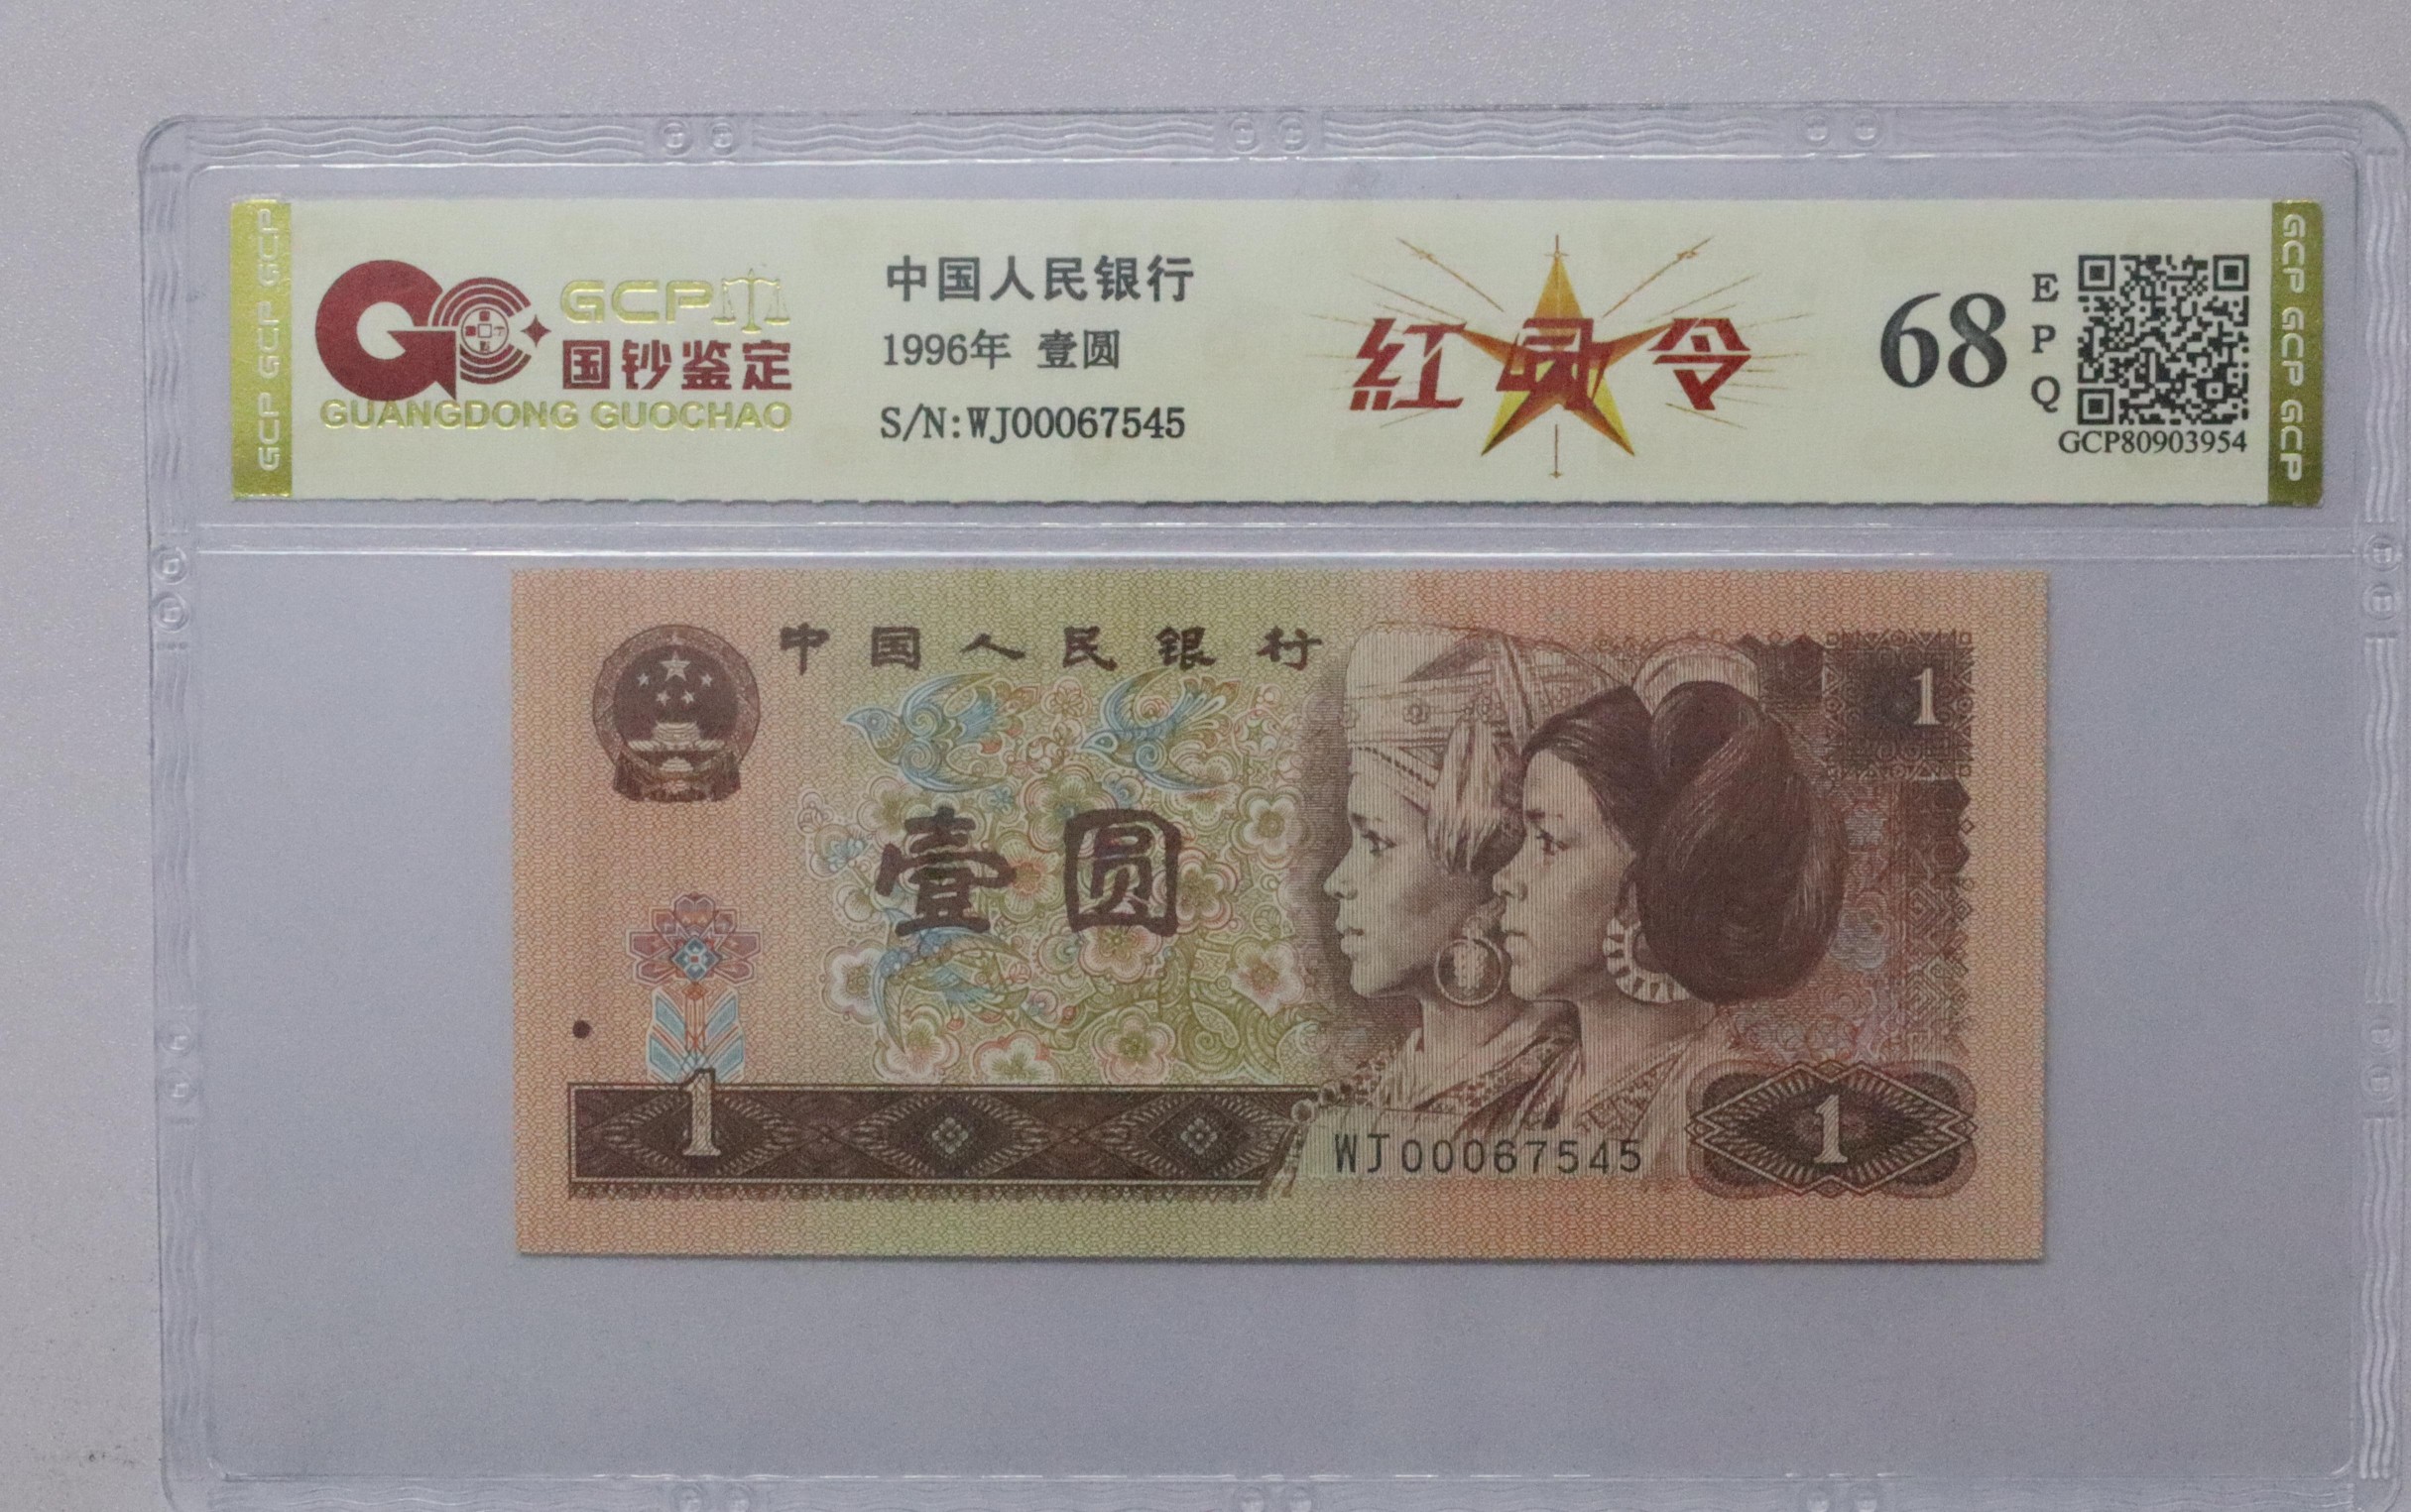 GCP GCP GCP
GCP
国钞鉴定
GUANGDONG GUOCHAO
中国人民银行
1996年 壹圆
S/N:WJ00067545
红
令
68
EPQ
GCP80903954
GCP GCP GCP GCP
中国人民银行
1
壹圆
1
WJ00067545
1